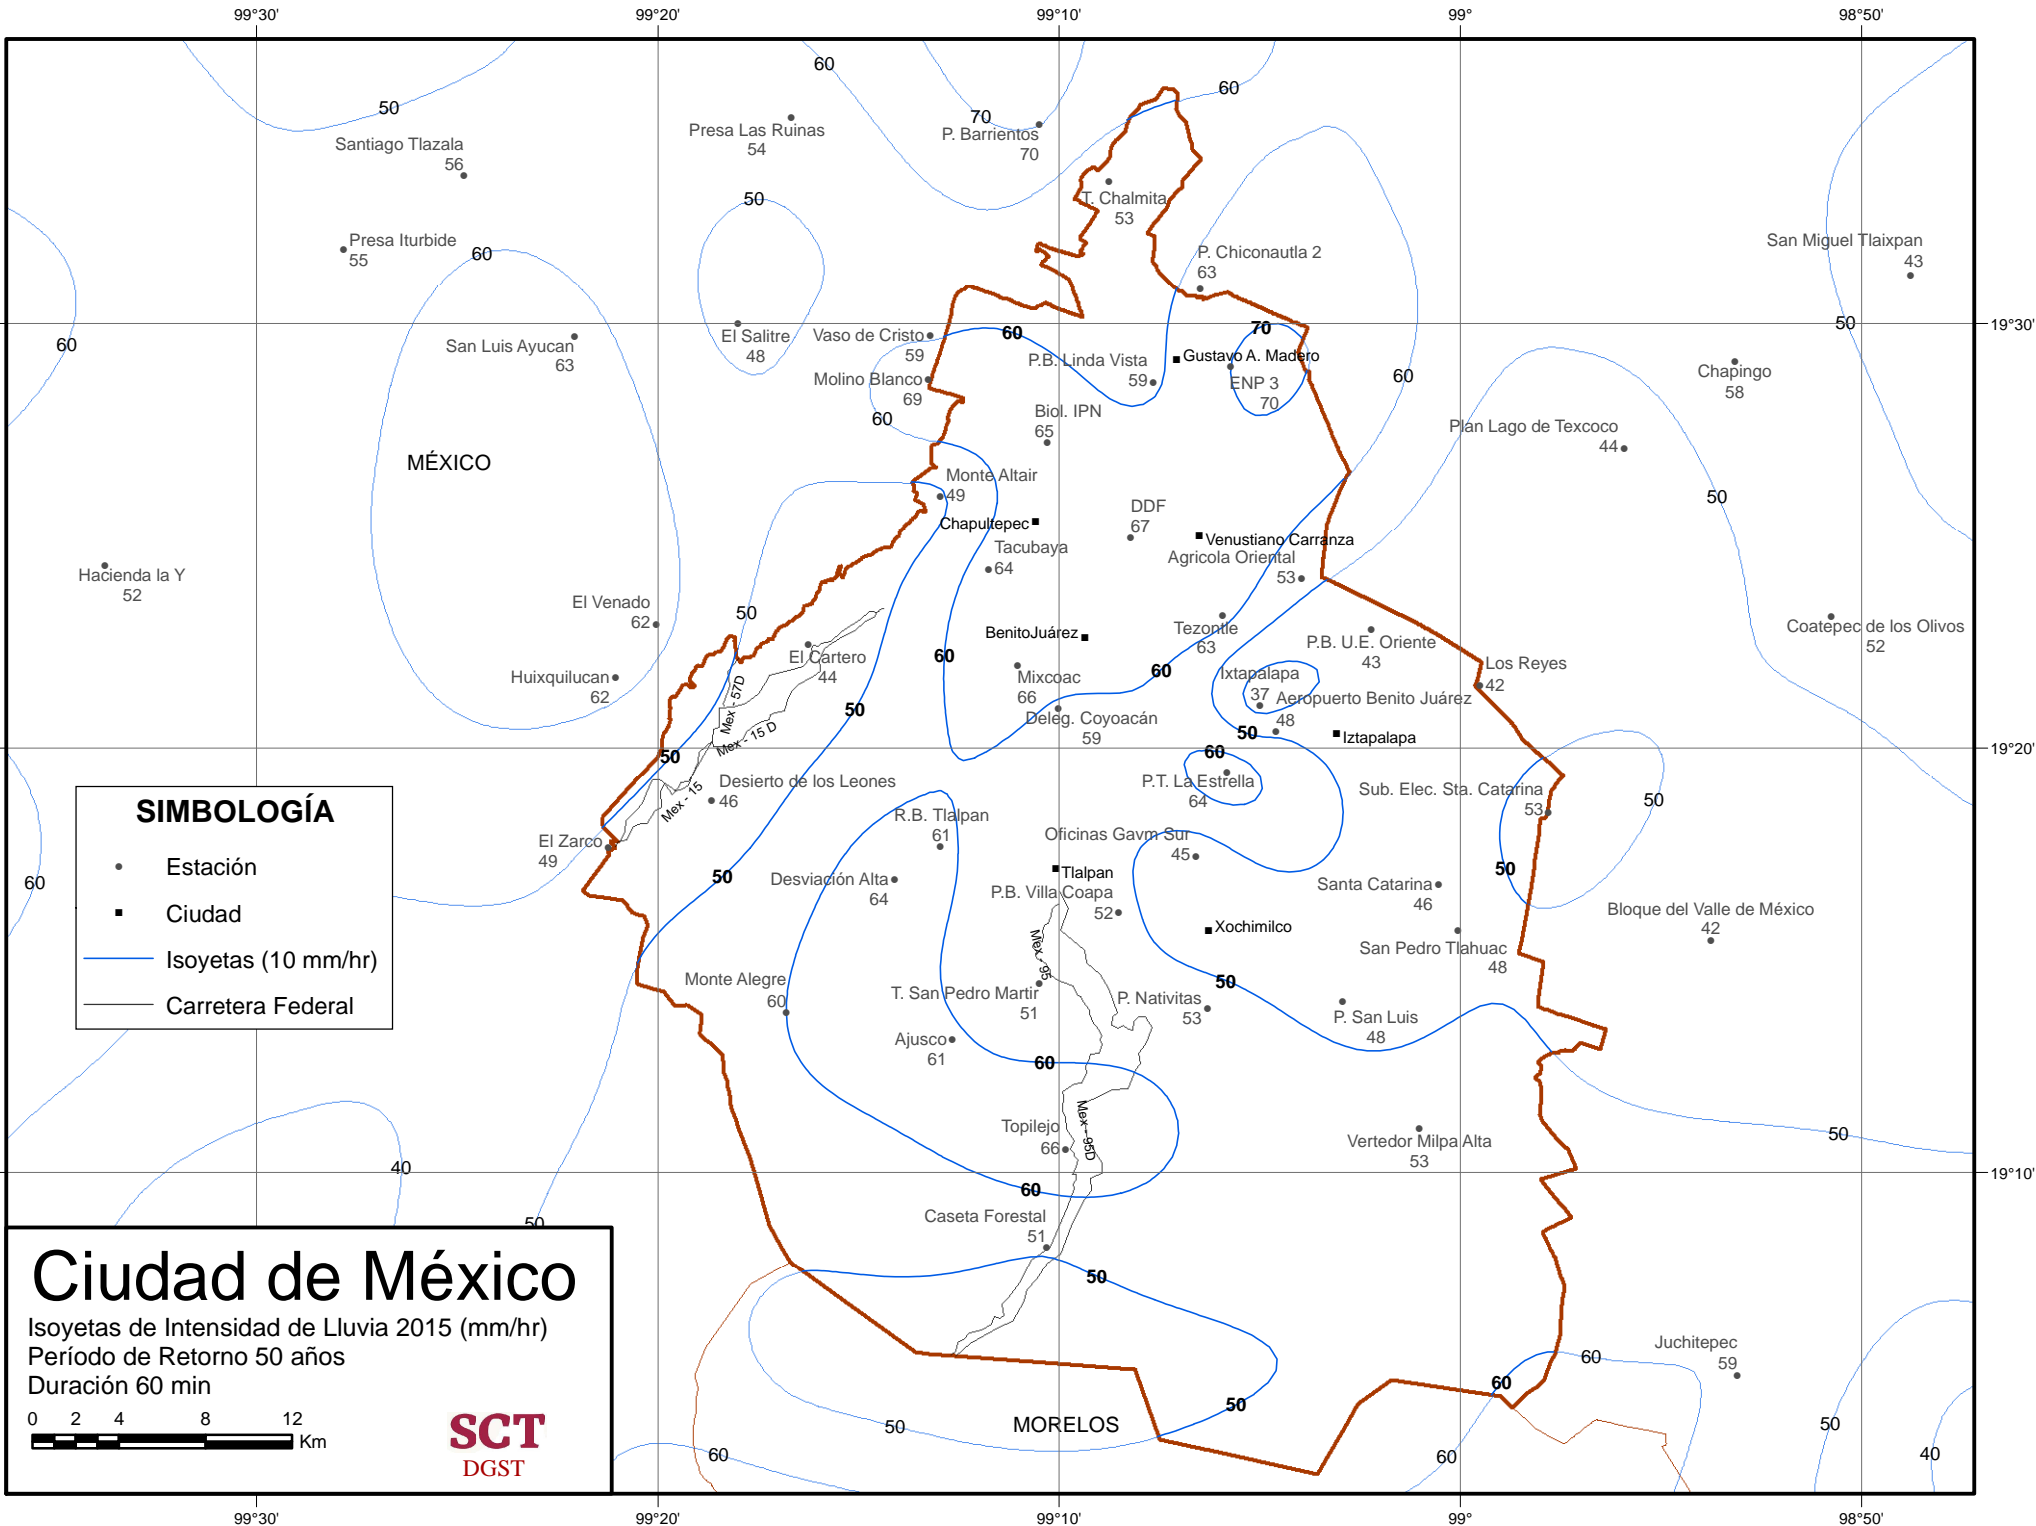 99°30'
99°20'
99°10'
99°
98°50'
60
50
60
70
Presa Las Ruinas
54
P. Barrientos
70
Santiago Tlazala
56
T. Chalmita
53
50
Presa Iturbide
55
60
P. Chiconautla 2
63
San Miguel Tlaixpan
43
60
San Luis Ayucan
63
El Salitre
48
Vaso de Cristo
59
60
70
50
19°30'
P.B. Linda Vista
59
Gustavo A. Madero
ENP 3
70
60
Chapingo
58
Molino Blanco
69
60
Biol. IPN
65
Plan Lago de Texcoco
44
MÉXICO
Monte Altair
49
50
Chapultepec
DDF
67
Venustiano Carranza
Agricola Oriental
53
Tacubaya
64
Hacienda la Y
52
El Venado
62
50
BenitoJuárez
Tezontle
63
P.B. U.E. Oriente
43
Coatepec de los Olivos
52
El Cartero
44
60
Mixcoac
66
60
Ixtapalapa
37
Los Reyes
42
Huixquilucan
62
Mex - 57D
50
Deleg. Coyoacán
59
Aeropuerto Benito Juárez
48
Mex - 15 D
50
50
Iztapalapa
60
19°20'
Mex - 15
Desierto de los Leones
46
P.T. La Estrella
64
Sub. Elec. Sta. Catarina
53
50
SIMBOLOGÍA
Estación
Ciudad
Isoyetas (10 mm/hr)
Carretera Federal
R.B. Tlalpan
61
Oficinas Gavm Sur
45
El Zarco
49
60
50
Desviación Alta
64
Tlalpan
P.B. Villa Coapa
52
Santa Catarina
46
50
Bloque del Valle de México
42
Xochimilco
San Pedro Tlahuac
48
Mex - 95
Monte Alegre
60
T. San Pedro Martir
51
P. Nativitas
53
50
P. San Luis
48
Ajusco
61
60
Topilejo
66
Mex - 95D
Vertedor Milpa Alta
53
50
40
60
19°10'
50
Caseta Forestal
51
50
Ciudad de México
Isoyetas de Intensidad de Lluvia 2015 (mm/hr)
Período de Retorno 50 años
Duración 60 min
0 2 4 8 12
Km
SCT
DGST
60
50
MORELOS
50
60
60
60
Juchitepec
59
50
40
99°30'
99°20'
99°10'
99°
98°50'